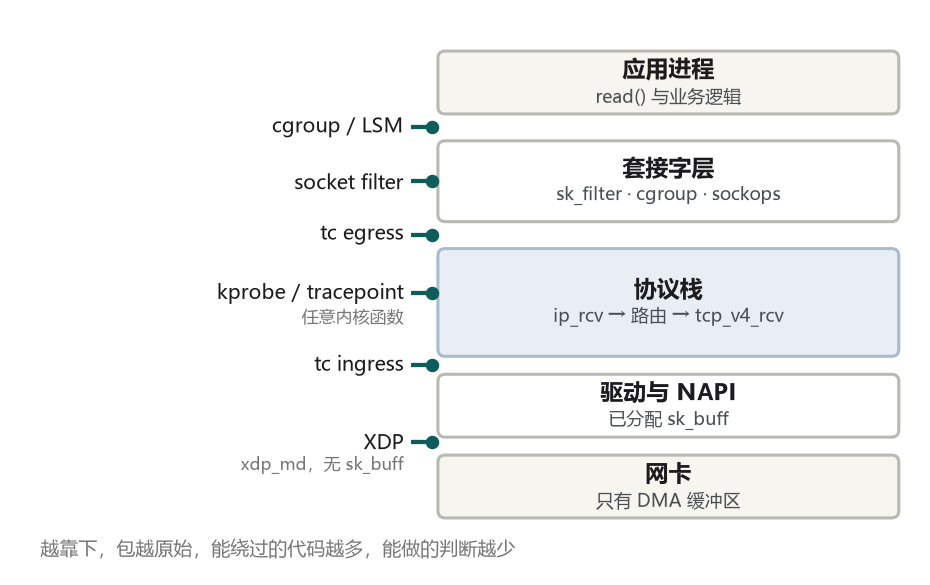 应用进程
read() 与业务逻辑
cgroup / LSM
套接字层
socket filter
sk_filter · cgroup · sockops
tc egress
协议栈
kprobe / tracepoint
任意内核函数
ip_rcv → 路由 → tcp_v4_rcv
tc ingress
驱动与 NAPI
已分配 sk_buff
XDP
xdp_md，无 sk_buff
网卡
只有 DMA 缓冲区
越靠下，包越原始，能绕过的代码越多，能做的判断越少